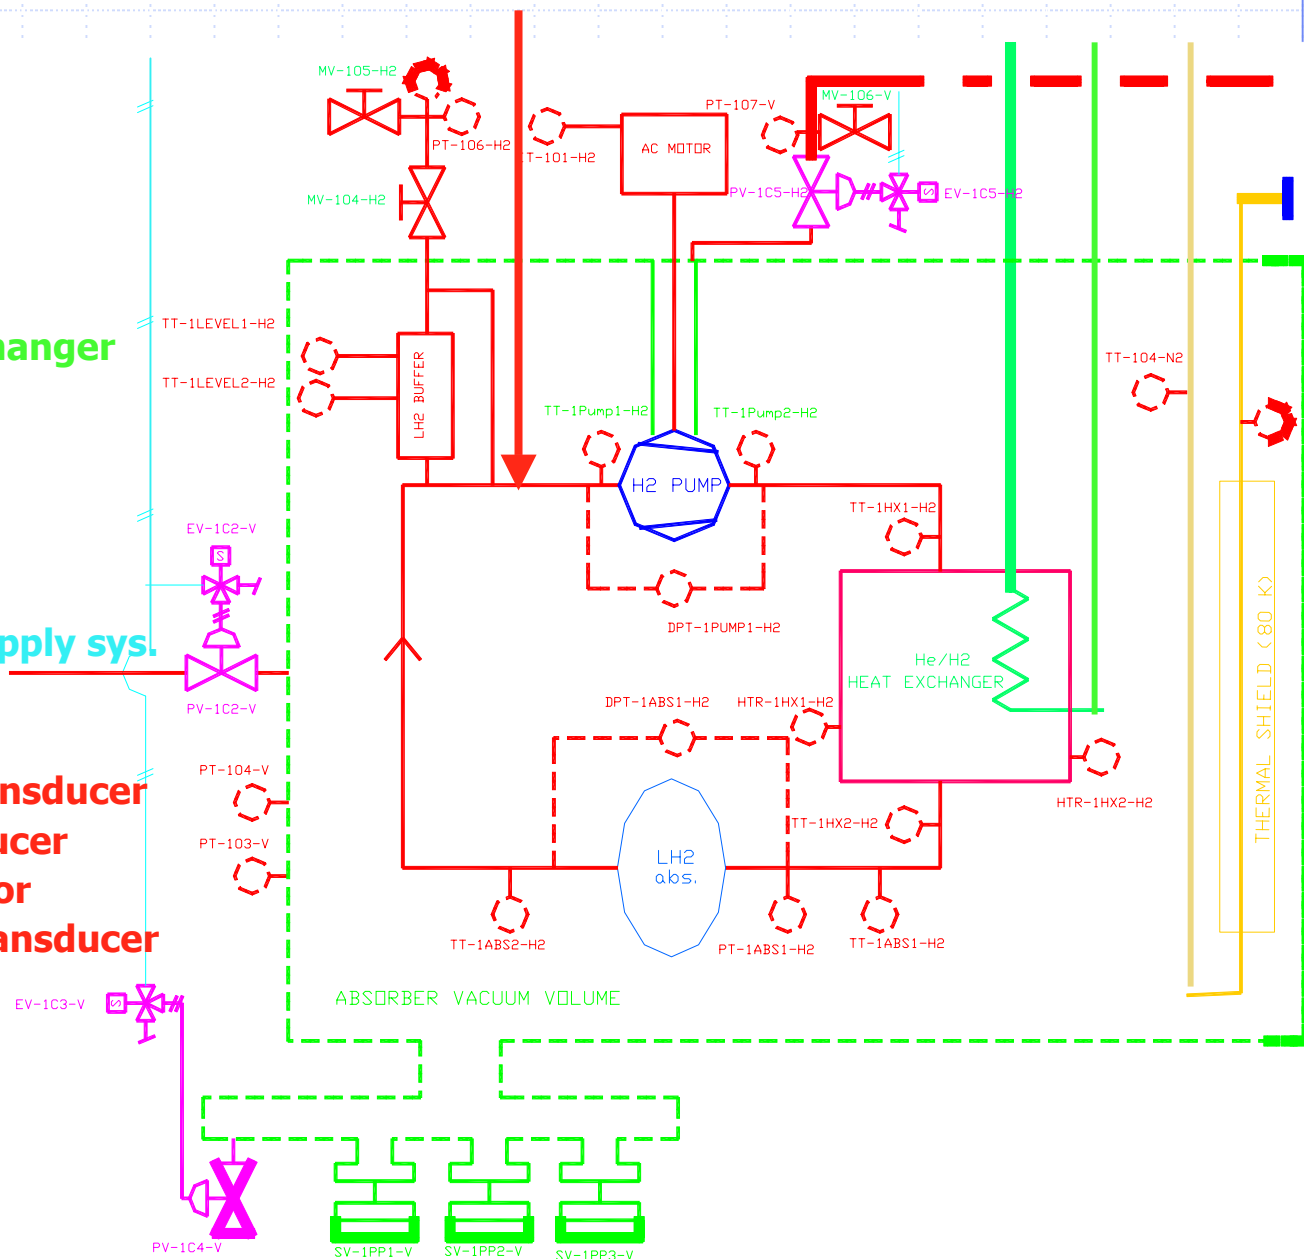 MV-105-H2
PT-106-H2
MV-104-H2
T-101-H2
AC MOTOR
PT-107-V
MV-106-V
PV-1C5-H2
EV-1C5-H2
TT-1LEVEL1-H2
TT-1LEVEL2-H2
LH2 BUFFER
hanger
TT-104-N2
TT-1Pump1-H2
TT-1Pump2-H2
H2 PUMP
TT-1HX1-H2
EV-1C2-V
S
S
DPT-1PUMP1-H2
pply sys.
He/H2
HEAT EXCHANGER
THERMAL SHIELD (80 K)
PV-1C2-V
DPT-1ABS1-H2
HTR-1HX1-H2
PT-104-V
nsducer
HTR-1HX2-H2
TT-1HX2-H2
PT-103-V
ucer
LH2
abs.
or
ansducer
TT-1ABS2-H2
PT-1ABS1-H2
TT-1ABS1-H2
ABSORBER VACUUM VOLUME
EV-1C3-V
S
PV-1C4-V
SV-1PP1-V
SV-1PP2-V
SV-1PP3-V